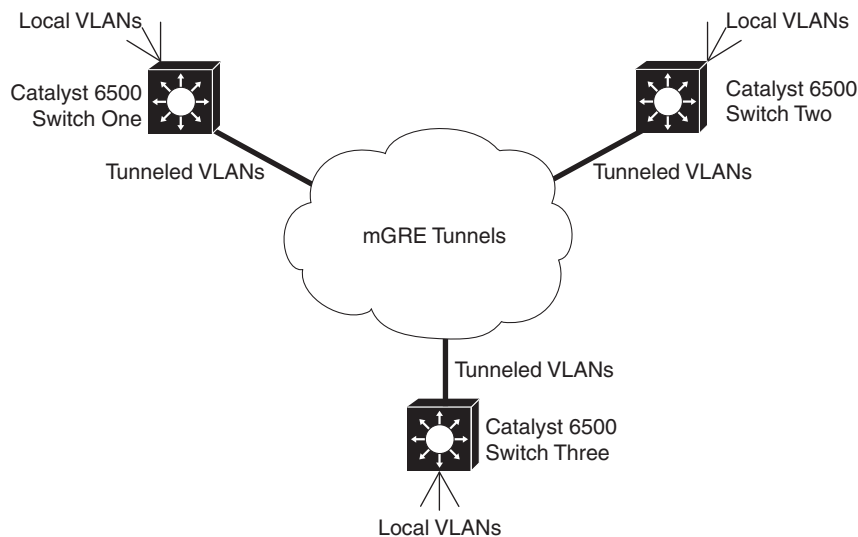 Local VLANs
Catalyst 6500
Switch One
Tunneled VLANs
Local VLANs
Catalyst 6500
Switch Two
Tunneled VLANs
mGRE Tunnels
Tunneled VLANs
Catalyst 6500
Switch Three
Local VLANs